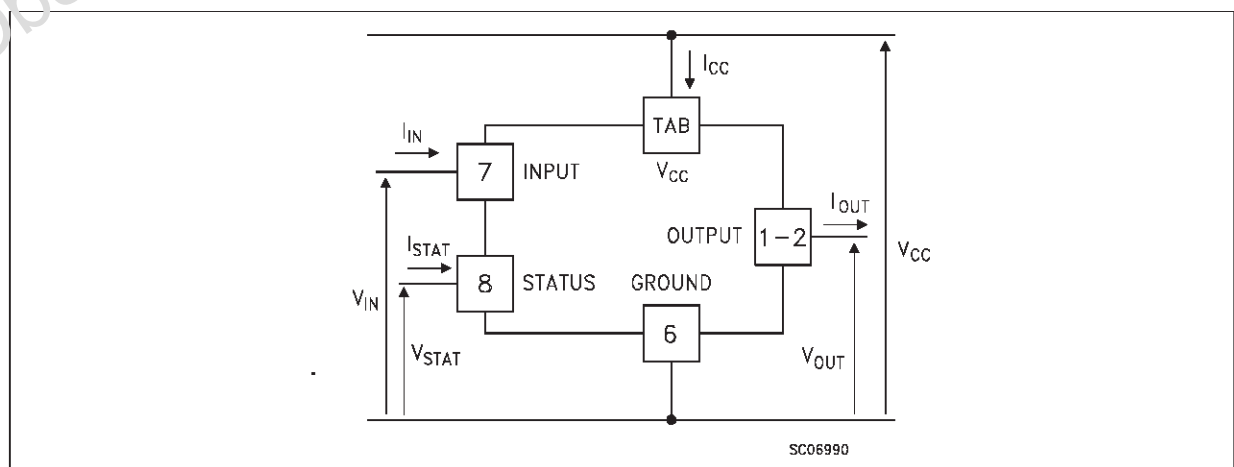 I_CC
TAB
V_CC
I_IN
7 INPUT
I_OUT
OUTPUT 1-2
V_CC
I_STAT
8 STATUS
GROUND
6
V_IN
V_STAT
V_OUT
SC06990